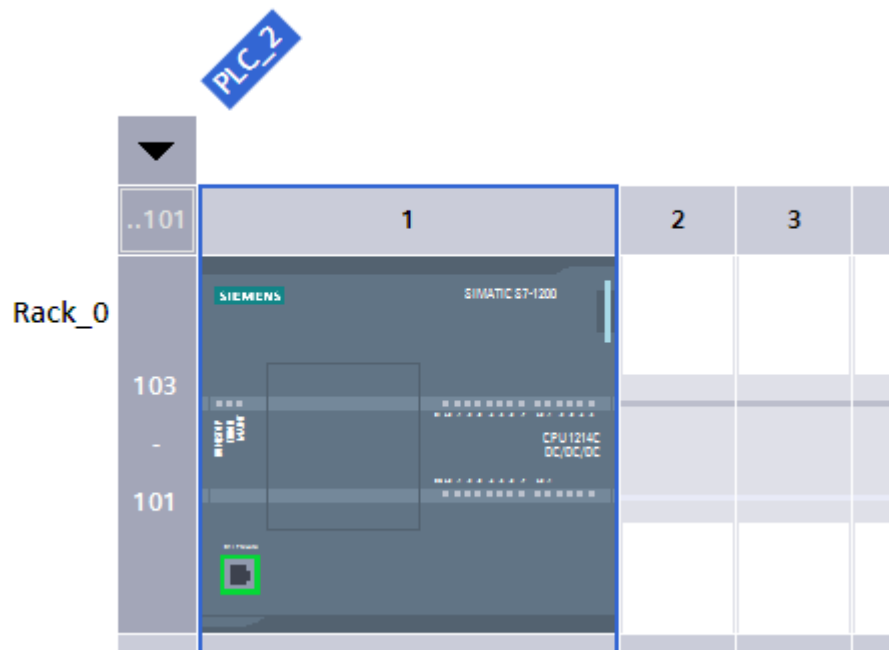 PLC_2
..101
1
2
3
Rack_0
SIEMENS
SIMATIC S7-1200
103
-
101
CPU 1214C
DC/DC/DC